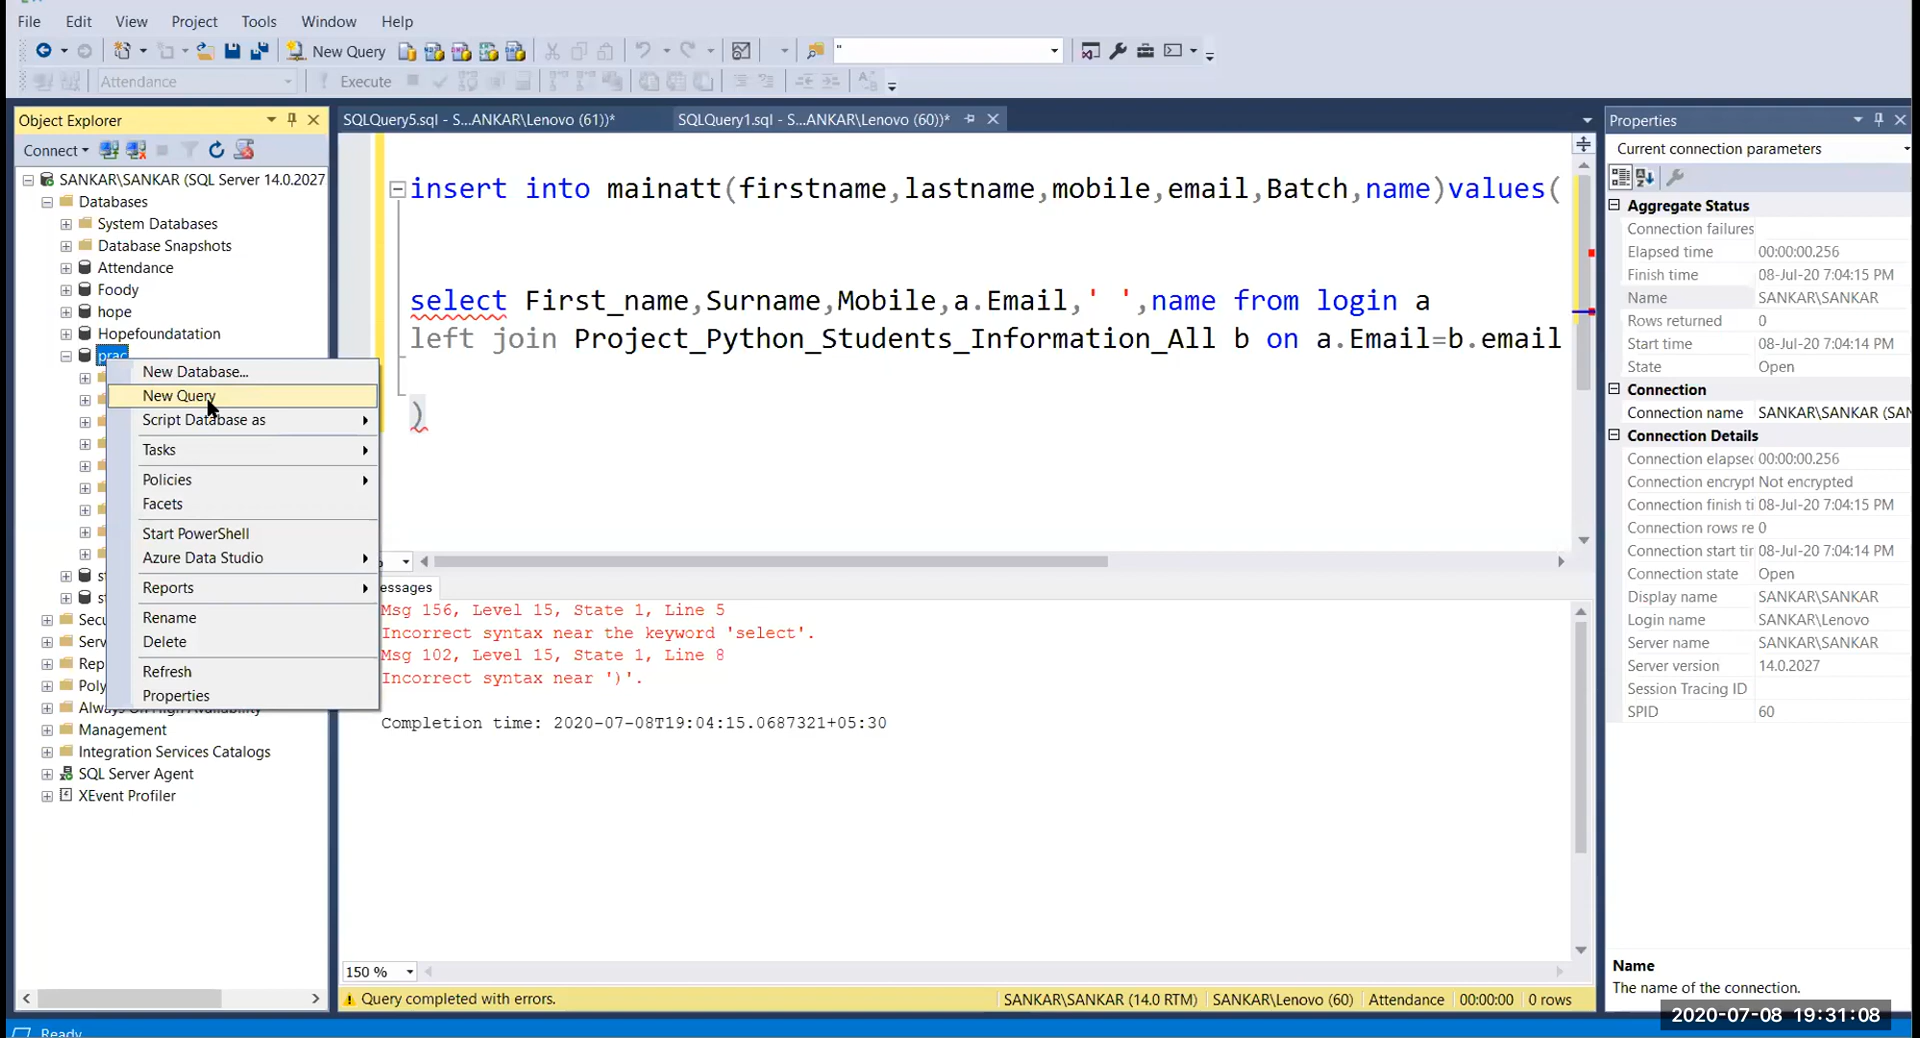 File Edit View Project Tools Window Help
New Query "
Attendance Execute
Object Explorer
Connect
SANKAR\SANKAR (SQL Server 14.0.2027
Databases
System Databases
Database Snapshots
Attendance
Foody
hope
Hopefoundatation
prac
New Database...
New Query
Script Database as
Tasks
Policies
Facets
Start PowerShell
Azure Data Studio
Reports
Rename
Delete
Refresh
Properties
Management
Integration Services Catalogs
SQL Server Agent
XEvent Profiler
SQLQuery5.sql - S...ANKAR\Lenovo (61))*
SQLQuery1.sql - S...ANKAR\Lenovo (60))*
insert into mainatt(firstname,lastname,mobile,email,Batch,name)values(
select First_name,Surname,Mobile,a.Email,' ',name from login a
left join Project_Python_Students_Information_All b on a.Email=b.email
)
essages
Msg 156, Level 15, State 1, Line 5
Incorrect syntax near the keyword 'select'.
Msg 102, Level 15, State 1, Line 8
Incorrect syntax near ')'.
Completion time: 2020-07-08T19:04:15.0687321+05:30
150 %
Query completed with errors.
SANKAR\SANKAR (14.0 RTM) SANKAR\Lenovo (60) Attendance 00:00:00 0 rows
Properties
Current connection parameters
Aggregate Status
Connection failures
Elapsed time 00:00:00.256
Finish time 08-Jul-20 7:04:15 PM
Name SANKAR\SANKAR
Rows returned 0
Start time 08-Jul-20 7:04:15 PM
State Open
Connection
Connection name SANKAR\SANKAR (SAN
Connection Details
Connection elapse 00:00:00.256
Connection encryp Not encrypted
Connection finish ti 08-Jul-20 7:04:15 PM
Connection rows re 0
Connection start tin 08-Jul-20 7:04:14 PM
Connection state Open
Display name SANKAR\SANKAR
Login name SANKAR\Lenovo
Server name SANKAR\SANKAR
Server version 14.0.2027
Session Tracing ID
SPID 60
Name
The name of the connection.
2020-07-08 19:31:08
Ready